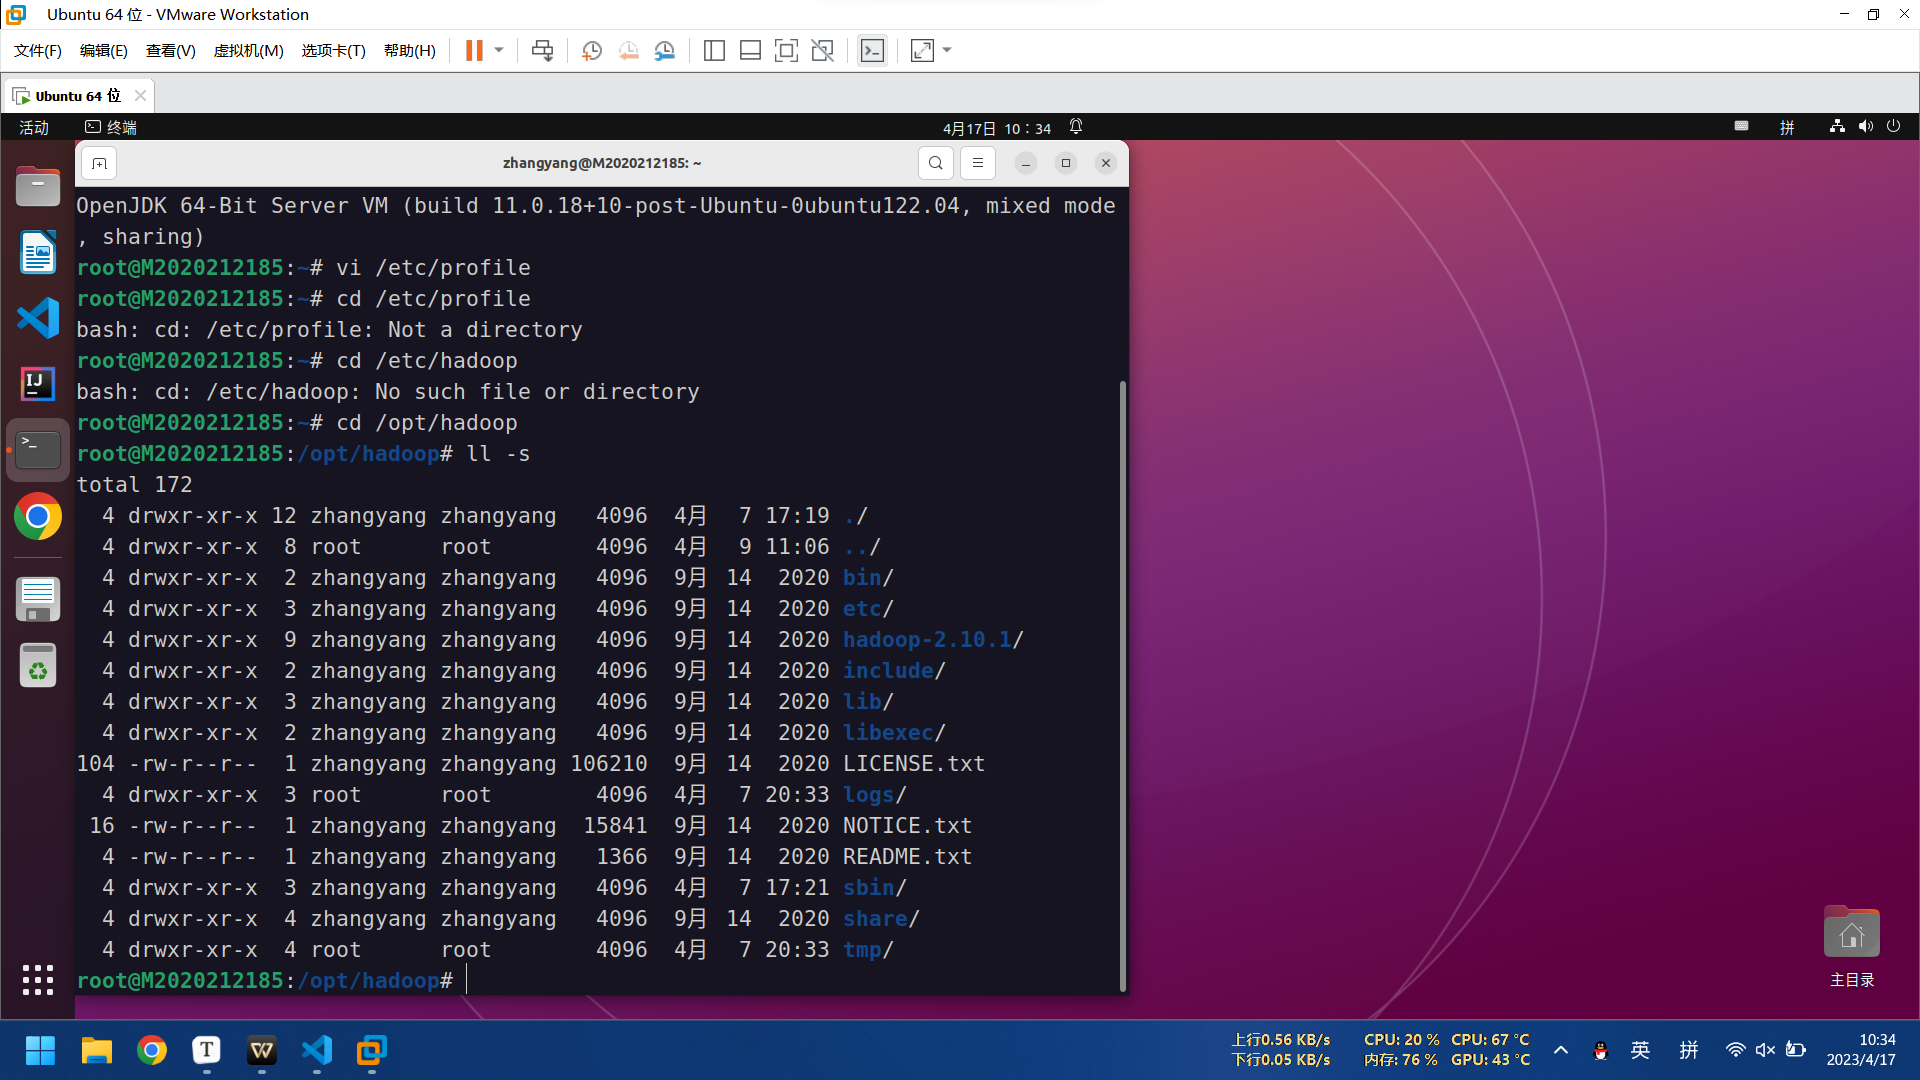 Ubuntu 64 位 - VMware Workstation
文件(F) 编辑(E) 查看(V) 虚拟机(M) 选项卡(T) 帮助(H)
Ubuntu 64 位
活动 终端 4月17日 10：34 拼
zhangyang@M2020212185: ~
OpenJDK 64-Bit Server VM (build 11.0.18+10-post-Ubuntu-0ubuntu122.04, mixed mode
, sharing)
root@M2020212185:~# vi /etc/profile
root@M2020212185:~# cd /etc/profile
bash: cd: /etc/profile: Not a directory
root@M2020212185:~# cd /etc/hadoop
bash: cd: /etc/hadoop: No such file or directory
root@M2020212185:~# cd /opt/hadoop
root@M2020212185:/opt/hadoop# ll -s
total 172
4 drwxr-xr-x 12 zhangyang zhangyang 4096 4月 7 17:19 ./
4 drwxr-xr-x 8 root root 4096 4月 9 11:06 ../
4 drwxr-xr-x 2 zhangyang zhangyang 4096 9月 14 2020 bin/
4 drwxr-xr-x 3 zhangyang zhangyang 4096 9月 14 2020 etc/
4 drwxr-xr-x 9 zhangyang zhangyang 4096 9月 14 2020 hadoop-2.10.1/
4 drwxr-xr-x 2 zhangyang zhangyang 4096 9月 14 2020 include/
4 drwxr-xr-x 3 zhangyang zhangyang 4096 9月 14 2020 lib/
4 drwxr-xr-x 2 zhangyang zhangyang 4096 9月 14 2020 libexec/
104 -rw-r--r-- 1 zhangyang zhangyang 106210 9月 14 2020 LICENSE.txt
4 drwxr-xr-x 3 root root 4096 4月 7 20:33 logs/
16 -rw-r--r-- 1 zhangyang zhangyang 15841 9月 14 2020 NOTICE.txt
4 -rw-r--r-- 1 zhangyang zhangyang 1366 9月 14 2020 README.txt
4 drwxr-xr-x 3 zhangyang zhangyang 4096 4月 7 17:21 sbin/
4 drwxr-xr-x 4 zhangyang zhangyang 4096 9月 14 2020 share/
4 drwxr-xr-x 4 root root 4096 4月 7 20:33 tmp/
root@M2020212185:/opt/hadoop#
主目录
上行0.56 KB/s CPU: 20 % CPU: 67 °C
下行0.05 KB/s 内存: 76 % GPU: 43 °C
英 拼
10:34
2023/4/17